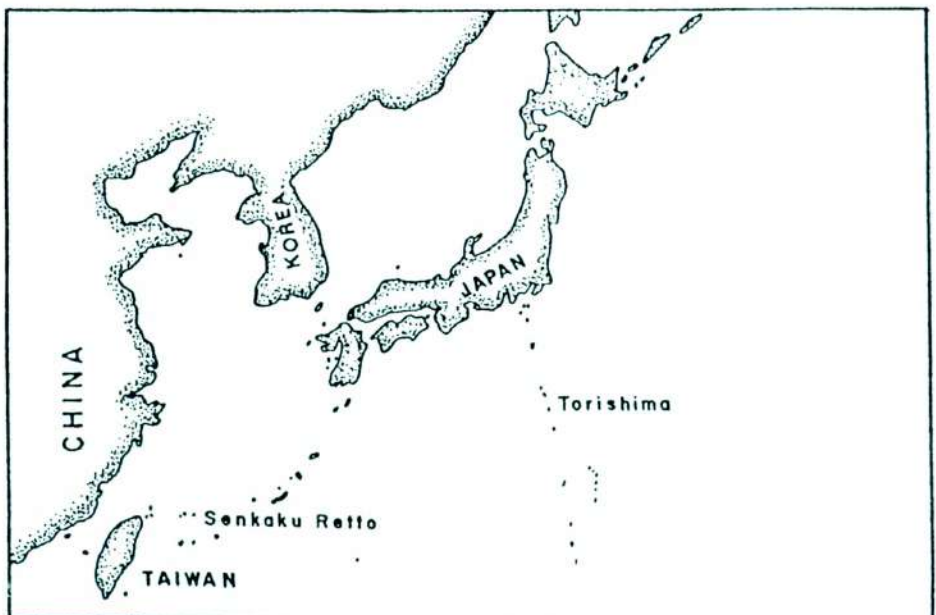 KOREA
JAPAN
CHINA
Torishima
Senkaku Retto
TAIWAN